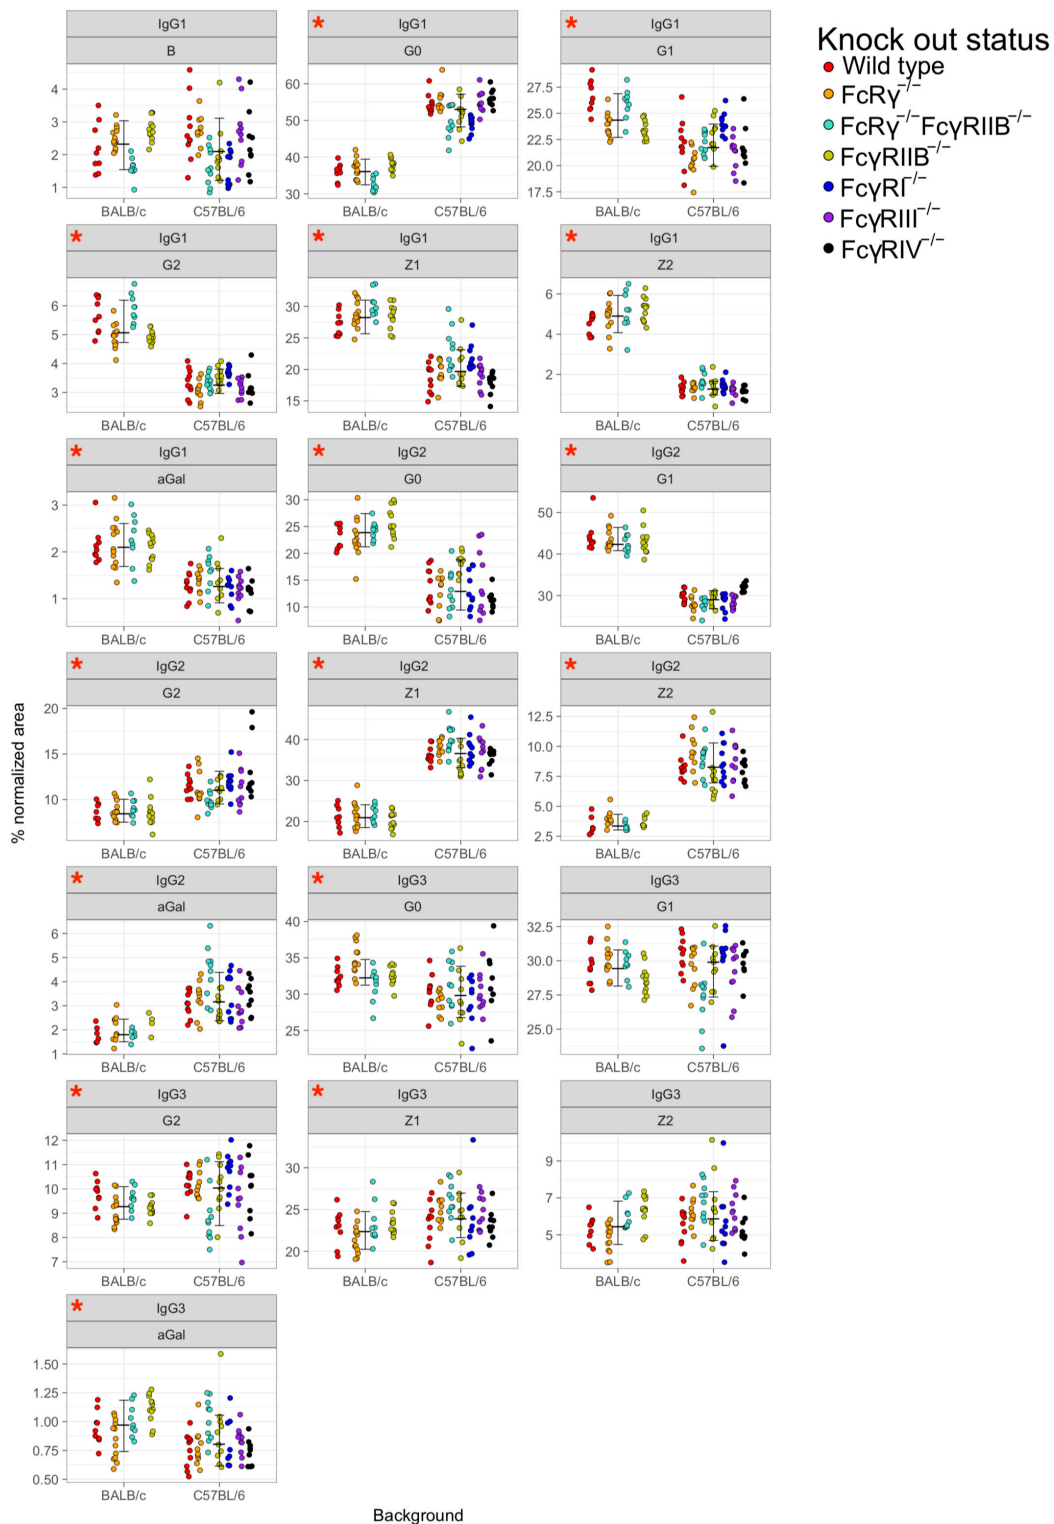 IgG1
B
4
3
2
1
BALB/c C57BL/6
* IgG1
G0
60
50
40
30
BALB/c C57BL/6
* IgG1
G1
27.5
25.0
22.5
20.0
17.5
BALB/c C57BL/6
Knock out status
Wild type
FcRγ−/−
FcRγ−/−FcγRIIB−/−
FcγRIIB−/−
FcγRI−/−
FcγRIII−/−
FcγRIV−/−
* IgG1
G2
6
5
4
3
BALB/c C57BL/6
* IgG1
Z1
30
25
20
15
BALB/c C57BL/6
* IgG1
Z2
6
4
2
BALB/c C57BL/6
* IgG1
aGal
3
2
1
BALB/c C57BL/6
* IgG2
G0
30
25
20
15
10
BALB/c C57BL/6
* IgG2
G1
50
40
30
BALB/c C57BL/6
% normalized area
* IgG2
G2
20
15
10
BALB/c C57BL/6
* IgG2
Z1
40
30
20
BALB/c C57BL/6
* IgG2
Z2
12.5
10.0
7.5
5.0
2.5
BALB/c C57BL/6
* IgG2
aGal
6
5
4
3
2
1
BALB/c C57BL/6
* IgG3
G0
40
35
30
25
BALB/c C57BL/6
IgG3
G1
32.5
30.0
27.5
25.0
BALB/c C57BL/6
* IgG3
G2
12
11
10
9
8
7
BALB/c C57BL/6
* IgG3
Z1
30
25
20
BALB/c C57BL/6
IgG3
Z2
9
7
5
BALB/c C57BL/6
* IgG3
aGal
1.50
1.25
1.00
0.75
0.50
BALB/c C57BL/6
Background